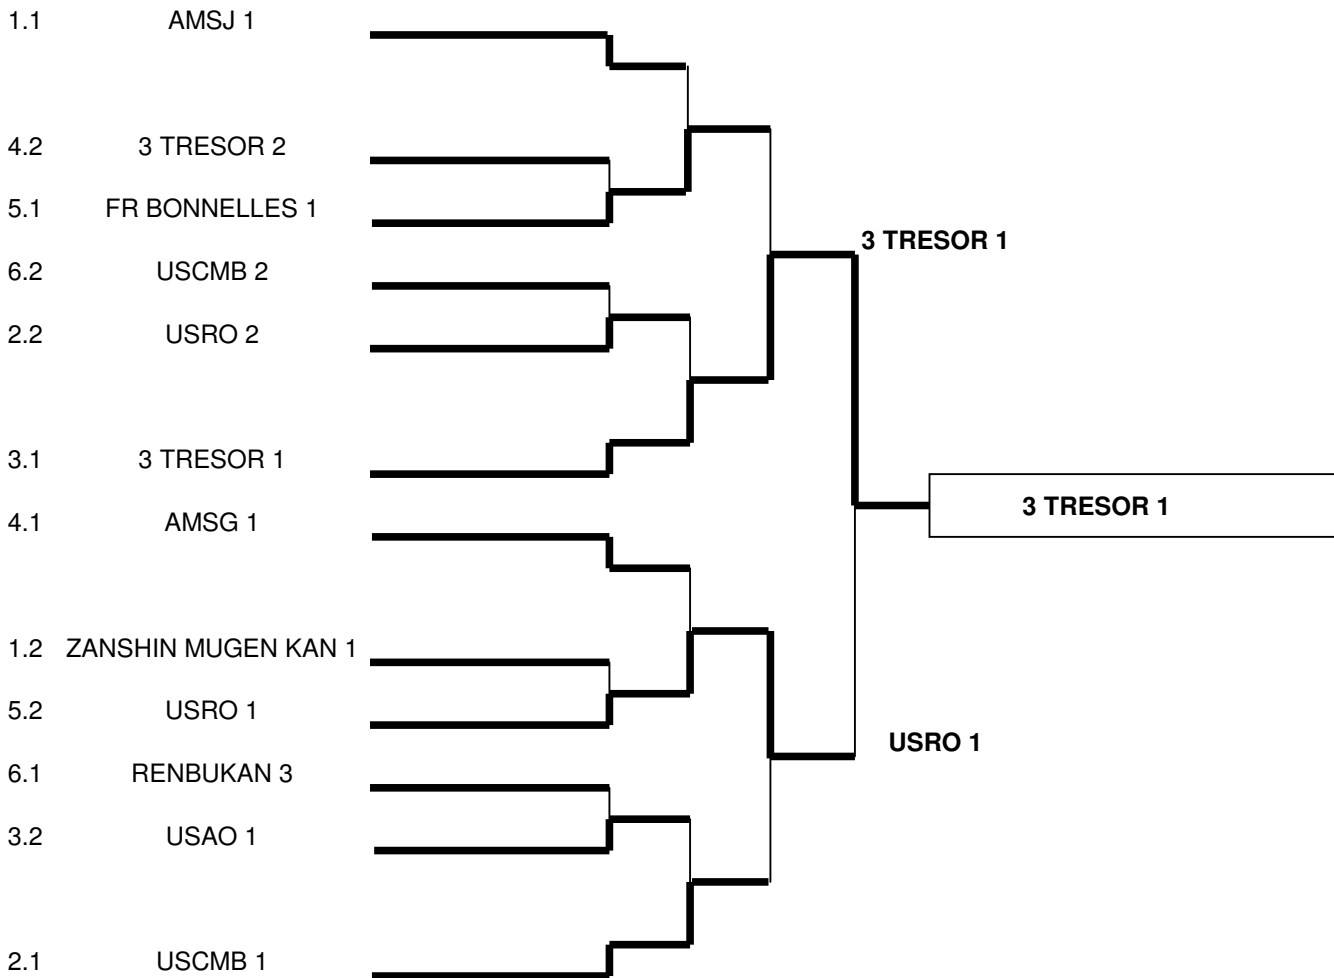 1.1 AMSJ 1
4.2 3 TRESOR 2
5.1 FR BONNELLES 1
3 TRESOR 1
6.2 USCMB 2
2.2 USRO 2
3.1 3 TRESOR 1
3 TRESOR 1
4.1 AMSG 1
1.2 ZANSHIN MUGEN KAN 1
5.2 USRO 1
USRO 1
6.1 RENBUKAN 3
3.2 USAO 1
2.1 USCMB 1